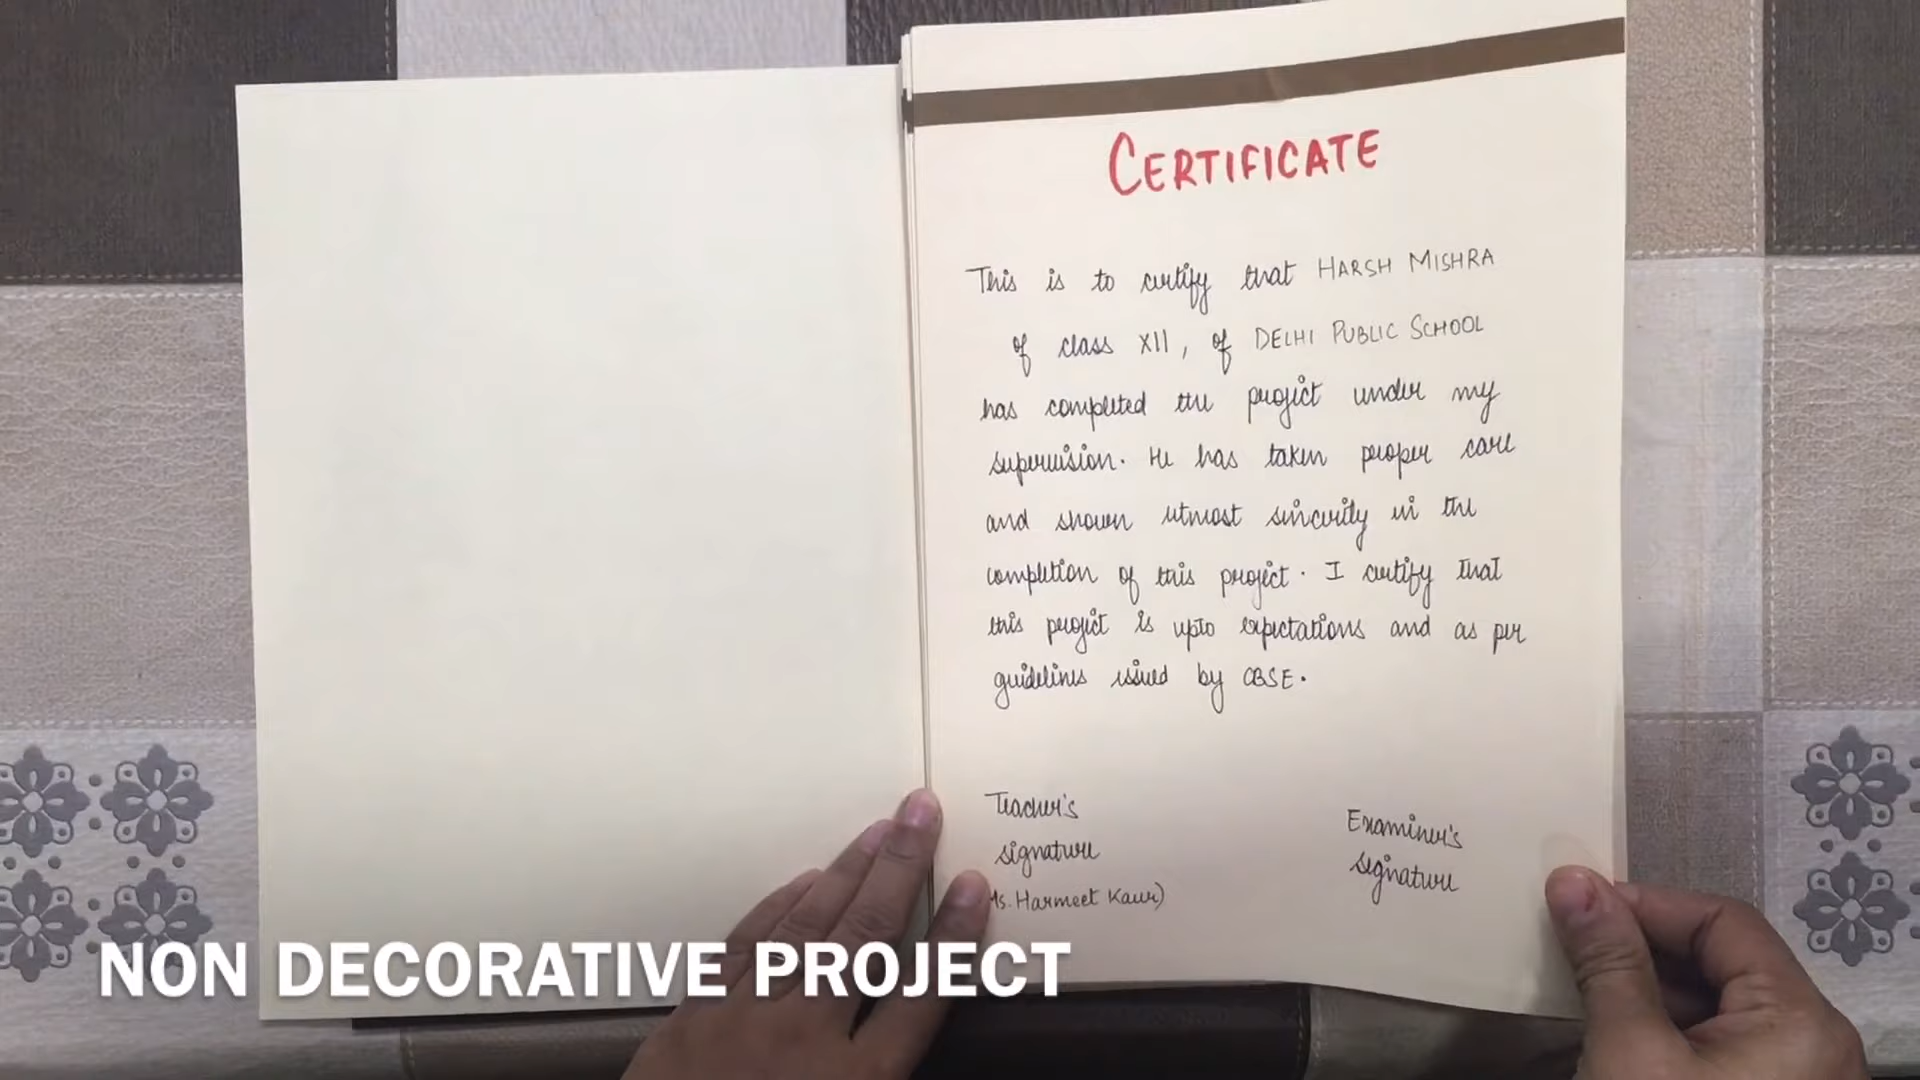 CERTIFICATE
This is to certify that HARSH MISHRA
of class XII, of DELHI PUBLIC SCHOOL
has completed the project under my
supervision. He has taken proper care
and shown utmost sincerity in the
completion of this project. I certify that
this project is upto expectations and as per
guidelines issued by CBSE.
Teacher's
signature
Ms. Harmeet Kaur)
Examiner's
signature
NON DECORATIVE PROJECT